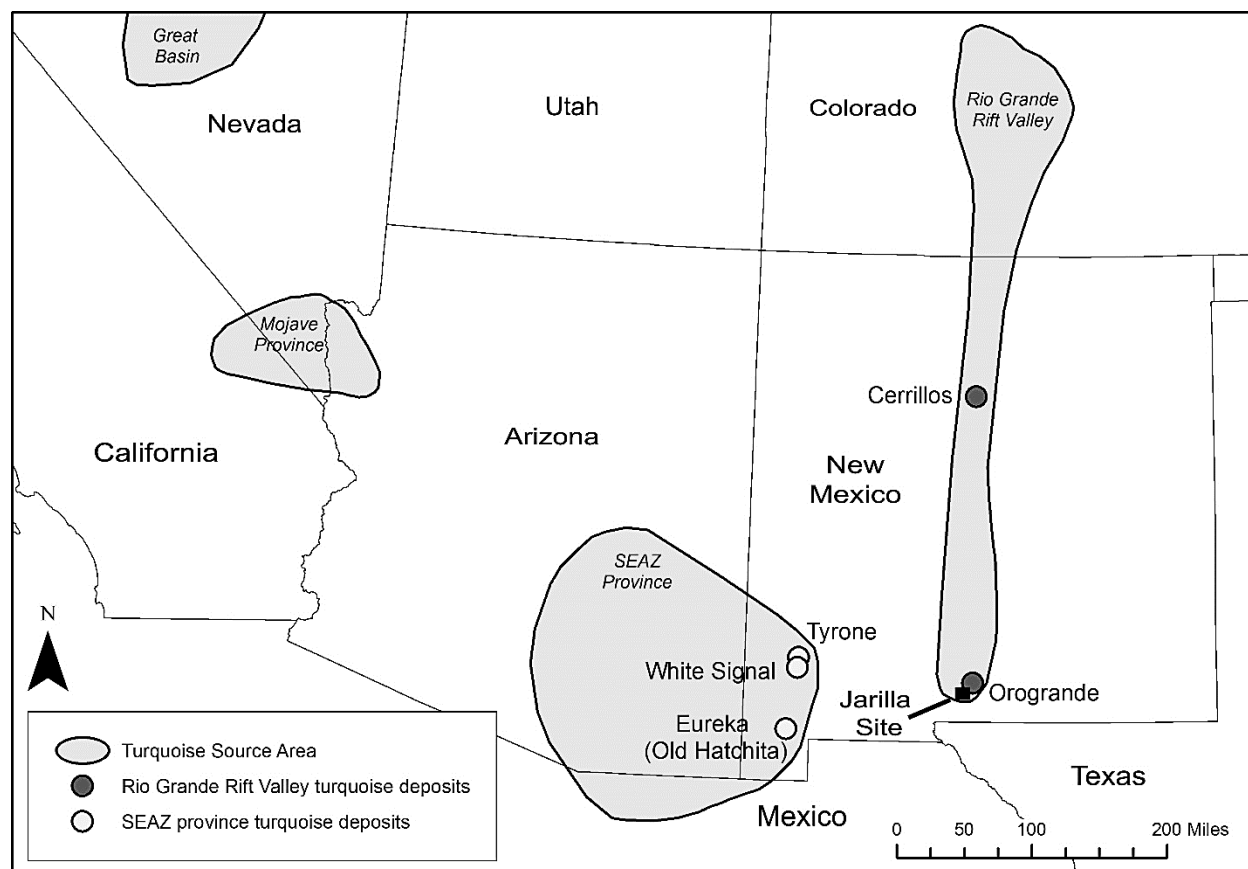 Great
Basin
Nevada
Utah
Colorado
Rio Grande
Rift Valley
Mojave
Province
California
Arizona
Cerrillos
New
Mexico
SEAZ
Province
Tyrone
White Signal
Eureka
(Old Hatchita)
Jarilla
Site
Orogrande
Texas
Mexico
N
Turquoise Source Area
Rio Grande Rift Valley turquoise deposits
SEAZ province turquoise deposits
0 50 100 200 Miles